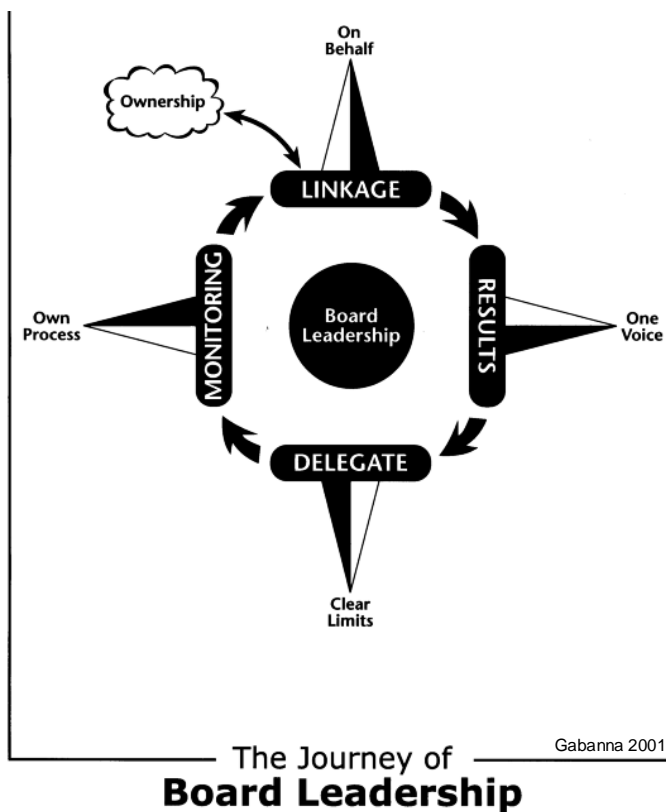 On
Behalf
Ownership
LINKAGE
MONITORING
RESULTS
Own
Process
Board
Leadership
One
Voice
DELEGATE
Clear
Limits
Gabanna 2001
The Journey of
Board Leadership